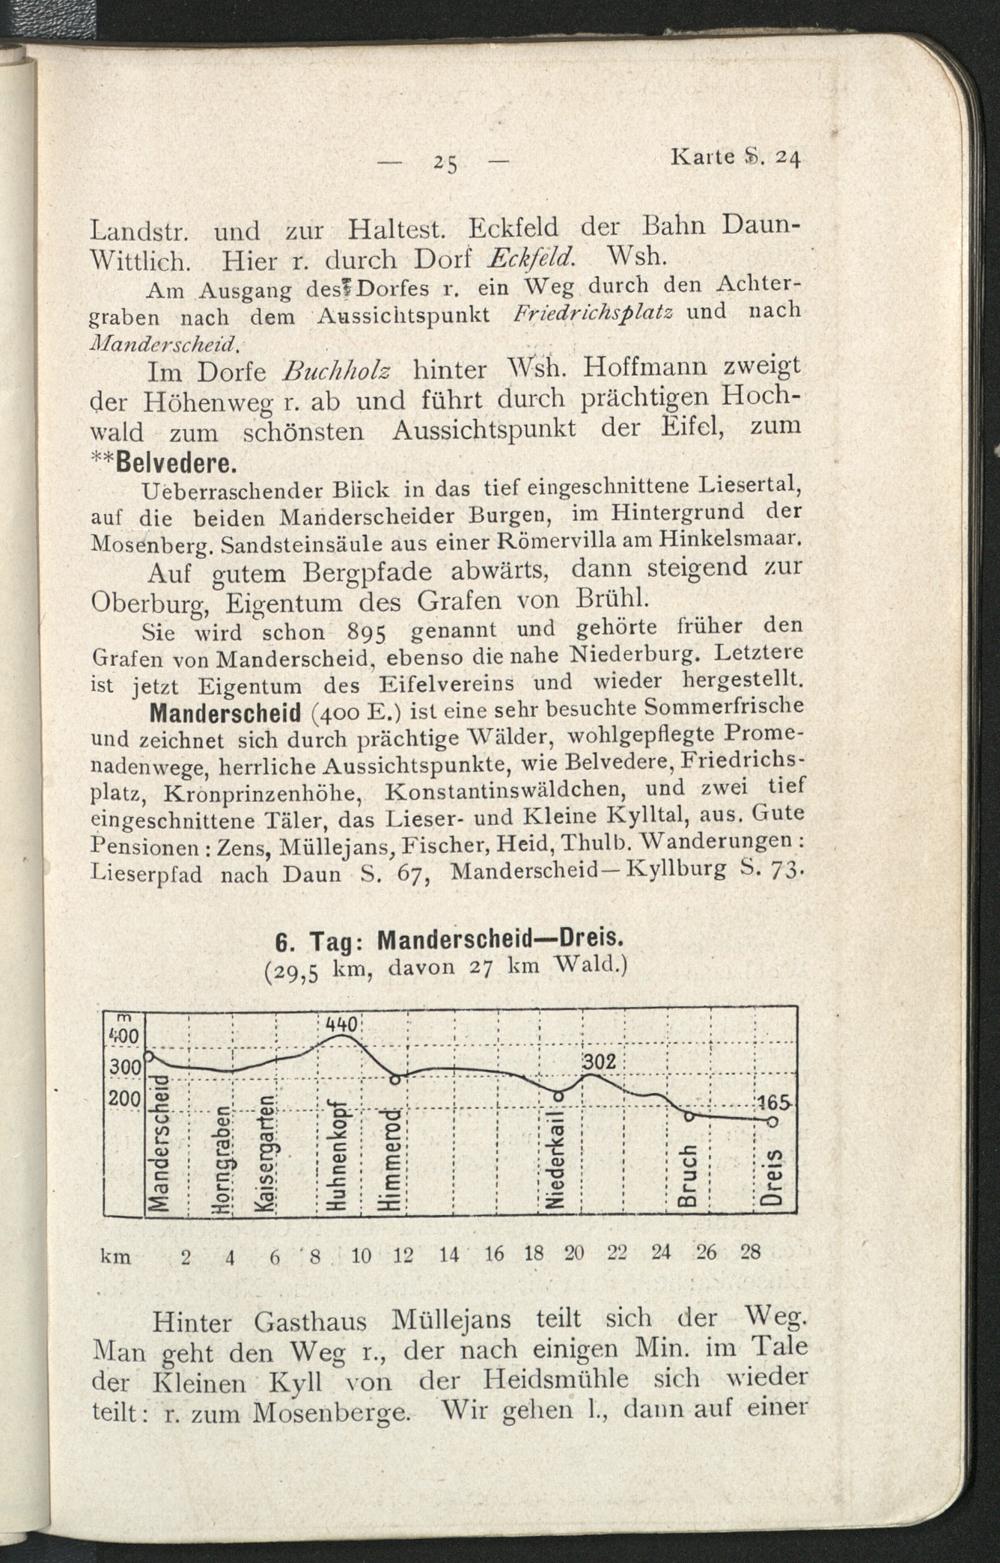 — 25 —
Karte S. 24
Landstr. und zur Haltest. Eckfeld der Bahn Daun-
Wittlich. Hier r. durch Dorf Eckfeld. Wsh.
Am Ausgang des Dorfes r. ein Weg durch den Achter-
graben nach dem Aussichtspunkt Friedrichsplatz und nach
Manderscheid.
Im Dorfe Buchholz hinter Wsh. Hoffmann zweigt
der Höhenweg r. ab und führt durch prächtigen Hoch-
wald zum schönsten Aussichtspunkt der Eifel, zum
**Belvedere.
Ueberraschender Blick in das tief eingeschnittene Liesertal,
auf die beiden Manderscheider Burgen, im Hintergrund der
Mosenberg. Sandsteinsäule aus einer Römervilla am Hinkelsmaar.
Auf gutem Bergpfade abwärts, dann steigend zur
Oberburg, Eigentum des Grafen von Brühl.
Sie wird schon 895 genannt und gehörte früher den
Grafen von Manderscheid, ebenso die nahe Niederburg. Letztere
ist jetzt Eigentum des Eifelvereins und wieder hergestellt.
Manderscheid (400 E.) ist eine sehr besuchte Sommerfrische
und zeichnet sich durch prächtige Wälder, wohlgepflegte Prome-
nadenwege, herrliche Aussichtspunkte, wie Belvedere, Friedrichs-
platz, Kronprinzenhöhe, Konstantinswäldchen, und zwei tief
eingeschnittene Täler, das Lieser- und Kleine Kylltal, aus. Gute
Pensionen : Zens, Müllejans, Fischer, Heid, Thulb. Wanderungen :
Lieserpfad nach Daun S. 67, Manderscheid—Kyllburg S. 73.
6. Tag: Manderscheid—Dreis.
(29,5 km, davon 27 km Wald.)
m
400
300
200
440
302
165
Manderscheid
Horngraben
Kaisergarten
Huhnenkopf
Himmerod
Niederkail
Bruch
Dreis
km 2 4 6 8 10 12 14 16 18 20 22 24 26 28
Hinter Gasthaus Müllejans teilt sich der Weg.
Man geht den Weg r., der nach einigen Min. im Tale
der Kleinen Kyll von der Heidsmühle sich wieder
teilt: r. zum Mosenberge. Wir gehen l., dann auf einer